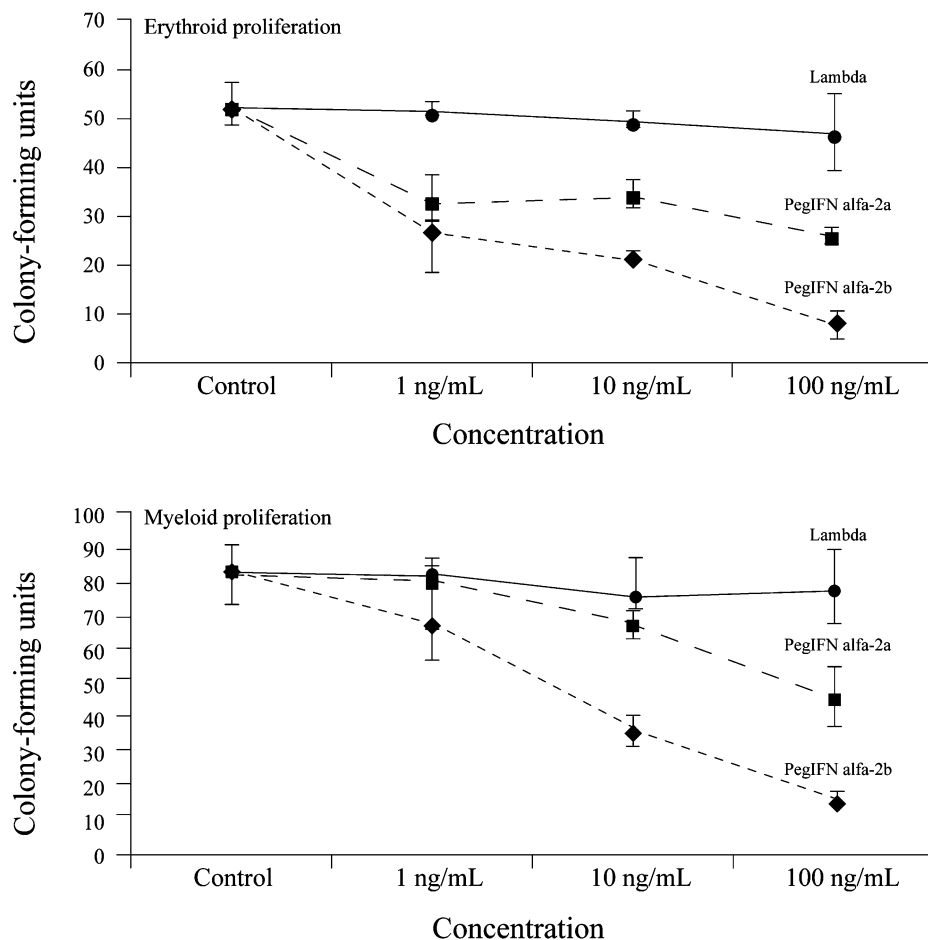 Erythroid proliferation
Colony-forming units
70
60
50
40
30
20
10
0
Lambda
PegIFN alfa-2a
PegIFN alfa-2b
Control 1 ng/mL 10 ng/mL 100 ng/mL
Concentration
Myeloid proliferation
Colony-forming units
100
90
80
70
60
50
40
30
20
10
0
Lambda
PegIFN alfa-2a
PegIFN alfa-2b
Control 1 ng/mL 10 ng/mL 100 ng/mL
Concentration